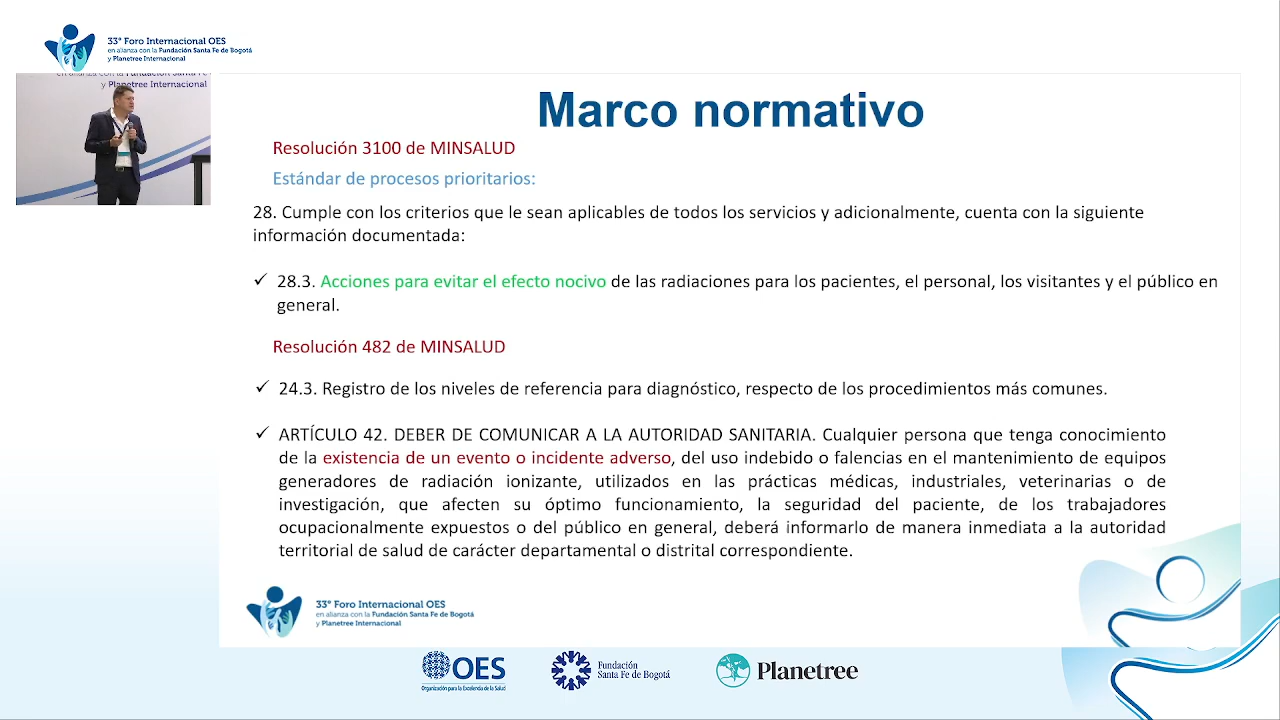 33° Foro Internacional OES
en alianza con la Fundación Santa Fe de Bogotá
y Planetree Internacional
en alianza con la Fundación Santa Fe
y Planetree Internacional
Marco normativo
Resolución 3100 de MINSALUD
Estándar de procesos prioritarios:
28. Cumple con los criterios que le sean aplicables de todos los servicios y adicionalmente, cuenta con la siguiente
información documentada:
✓ 28.3. Acciones para evitar el efecto nocivo de las radiaciones para los pacientes, el personal, los visitantes y el público en
general.
Resolución 482 de MINSALUD
✓ 24.3. Registro de los niveles de referencia para diagnóstico, respecto de los procedimientos más comunes.
✓ ARTÍCULO 42. DEBER DE COMUNICAR A LA AUTORIDAD SANITARIA. Cualquier persona que tenga conocimiento
de la existencia de un evento o incidente adverso, del uso indebido o falencias en el mantenimiento de equipos
generadores de radiación ionizante, utilizados en las prácticas médicas, industriales, veterinarias o de
investigación, que afecten su óptimo funcionamiento, la seguridad del paciente, de los trabajadores
ocupacionalmente expuestos o del público en general, deberá informarlo de manera inmediata a la autoridad
territorial de salud de carácter departamental o distrital correspondiente.
33° Foro Internacional OES
en alianza con la Fundación Santa Fe de Bogotá
y Planetree Internacional
OES
Organización para la Excelencia de la Salud
Fundación
Santa Fe de Bogotá
Planetree